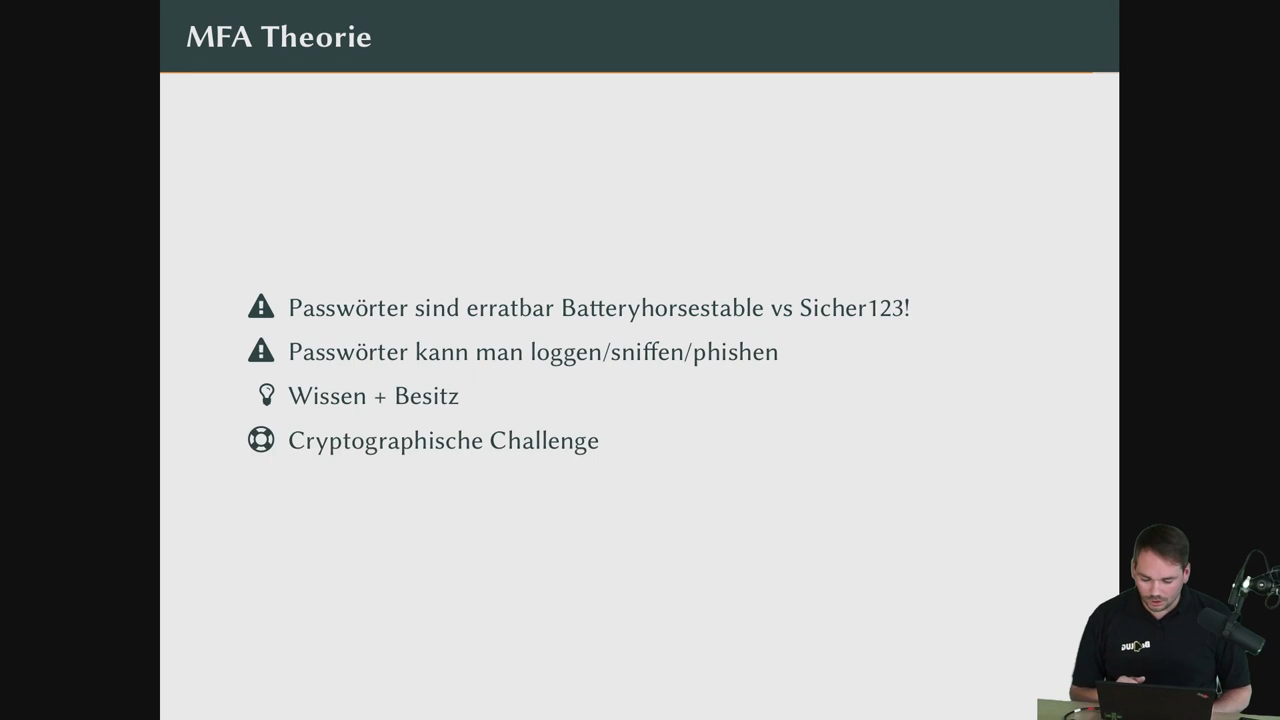 MFA Theorie
Passwörter sind erratbar Batteryhorsestable vs Sicher123!
Passwörter kann man loggen/sniffen/phishen
Wissen + Besitz
Cryptographische Challenge